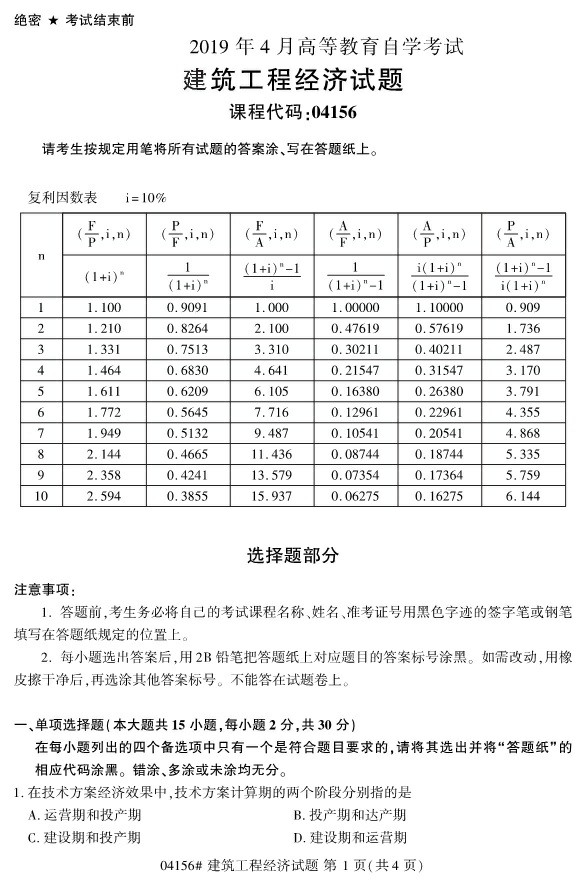 绝密 ★ 考试结束前
2019 年 4 月高等教育自学考试
建筑工程经济试题
课程代码:04156
请考生按规定用笔将所有试题的答案涂、写在答题纸上。
复利因数表 i=10%
n (F/P,i,n) (P/F,i,n) (F/A,i,n) (A/F,i,n) (A/P,i,n) (P/A,i,n)
(1+i)^n 1/(1+i)^n ((1+i)^n-1)/i 1/((1+i)^n-1) i(1+i)^n/((1+i)^n-1) ((1+i)^n-1)/(i(1+i)^n)
1 1.100 0.9091 1.000 1.00000 1.10000 0.909
2 1.210 0.8264 2.100 0.47619 0.57619 1.736
3 1.331 0.7513 3.310 0.30211 0.40211 2.487
4 1.464 0.6830 4.641 0.21547 0.31547 3.170
5 1.611 0.6209 6.105 0.16380 0.26380 3.791
6 1.772 0.5645 7.716 0.12961 0.22961 4.355
7 1.949 0.5132 9.487 0.10541 0.20541 4.868
8 2.144 0.4665 11.436 0.08744 0.18744 5.335
9 2.358 0.4241 13.579 0.07354 0.17364 5.759
10 2.594 0.3855 15.937 0.06275 0.16275 6.144
选择题部分
注意事项:
1. 答题前,考生务必将自己的考试课程名称、姓名、准考证号用黑色字迹的签字笔或钢笔
填写在答题纸规定的位置上。
2. 每小题选出答案后,用 2B 铅笔把答题纸上对应题目的答案标号涂黑。如需改动,用橡
皮擦干净后,再选涂其他答案标号。不能答在试题卷上。
一、单项选择题(本大题共 15 小题,每小题 2 分,共 30 分)
在每小题列出的四个备选项中只有一个是符合题目要求的,请将其选出并将“答题纸”的
相应代码涂黑。错涂、多涂或未涂均无分。
1. 在技术方案经济效果中,技术方案计算期的两个阶段分别指的是
A. 运营期和投产期 B. 投产期和达产期
C. 建设期和投产期 D. 建设期和运营期
04156# 建筑工程经济试题 第 1 页(共 4 页)